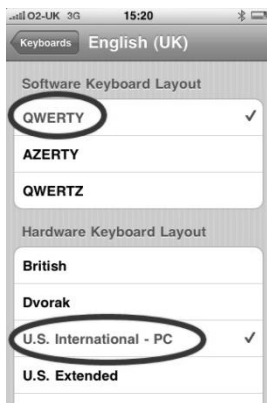 O2-UK 3G 15:20
Keyboards English (UK)
Software Keyboard Layout
QWERTY
AZERTY
QWERTZ
Hardware Keyboard Layout
British
Dvorak
U.S. International - PC
U.S. Extended